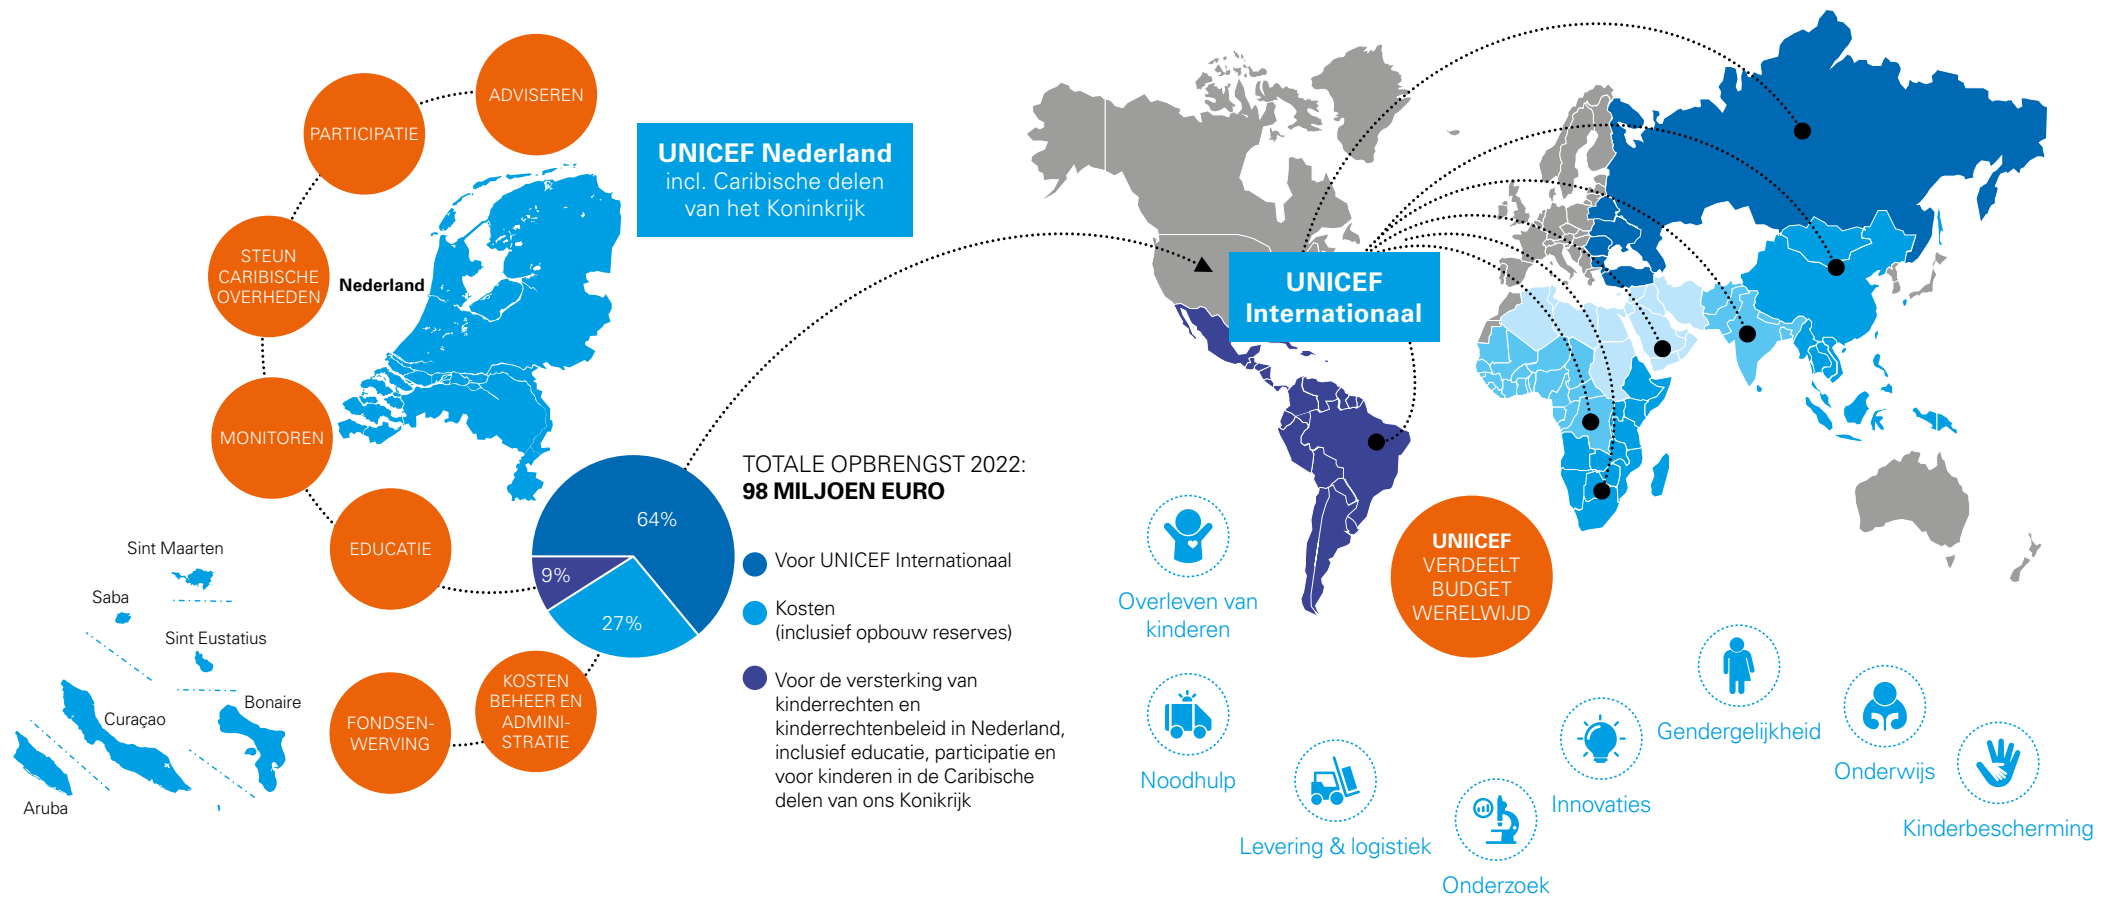 ADVISEREN
PARTICIPATIE
STEUN
CARIBISCHE
OVERHEDEN
MONITOREN
EDUCATIE
FONDSEN-
WERVING
KOSTEN
BEHEER EN
ADMINI-
STRATIE
UNICEF Nederland
incl. Caribische delen
van het Koninkrijk
Nederland
Sint Maarten
Saba
Sint Eustatius
Bonaire
Curaçao
Aruba
64%
9%
27%
TOTALE OPBRENGST 2022:
98 MILJOEN EURO
Voor UNICEF Internationaal
Kosten
(inclusief opbouw reserves)
Voor de versterking van
kinderrechten en
kinderrechtenbeleid in Nederland,
inclusief educatie, participatie en
voor kinderen in de Caribische
delen van ons Konikrijk
UNICEF
Internationaal
UNIICEF
VERDEELT
BUDGET
WERELWIJD
Overleven van
kinderen
Noodhulp
Levering & logistiek
Onderzoek
Innovaties
Gendergelijkheid
Onderwijs
Kinderbescherming